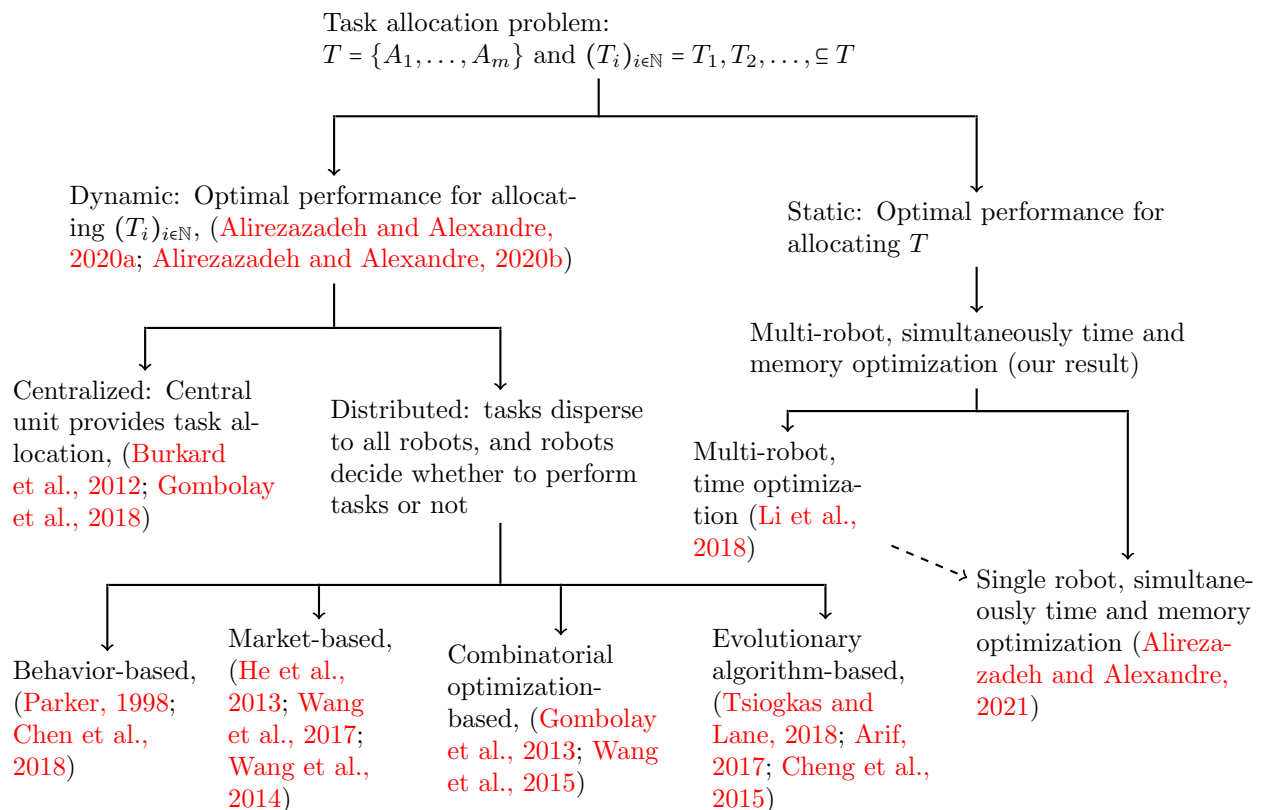 Task allocation problem:
T = {A₁, . . . , Aₘ} and (Tᵢ)ᵢ∈ℕ = T₁, T₂, . . . , ⊆ T
Dynamic: Optimal performance for allocat-
ing (Tᵢ)ᵢ∈ℕ, (Alirezazadeh and Alexandre,
2020a; Alirezazadeh and Alexandre, 2020b)
Static: Optimal performance for
allocating T
Multi-robot, simultaneously time and
memory optimization (our result)
Centralized: Central
unit provides task al-
location, (Burkard
et al., 2012; Gombolay
et al., 2018)
Distributed: tasks disperse
to all robots, and robots
decide whether to perform
tasks or not
Multi-robot,
time optimiza-
tion (Li et al.,
2018)
Single robot, simultane-
ously time and memory
optimization (Alireza-
zadeh and Alexandre,
2021)
Behavior-based,
(Parker, 1998;
Chen et al.,
2018)
Market-based,
(He et al.,
2013; Wang
et al., 2017;
Wang et al.,
2014)
Combinatorial
optimization-
based, (Gombolay
et al., 2013; Wang
et al., 2015)
Evolutionary
algorithm-based,
(Tsiogkas and
Lane, 2018; Arif,
2017; Cheng et al.,
2015)